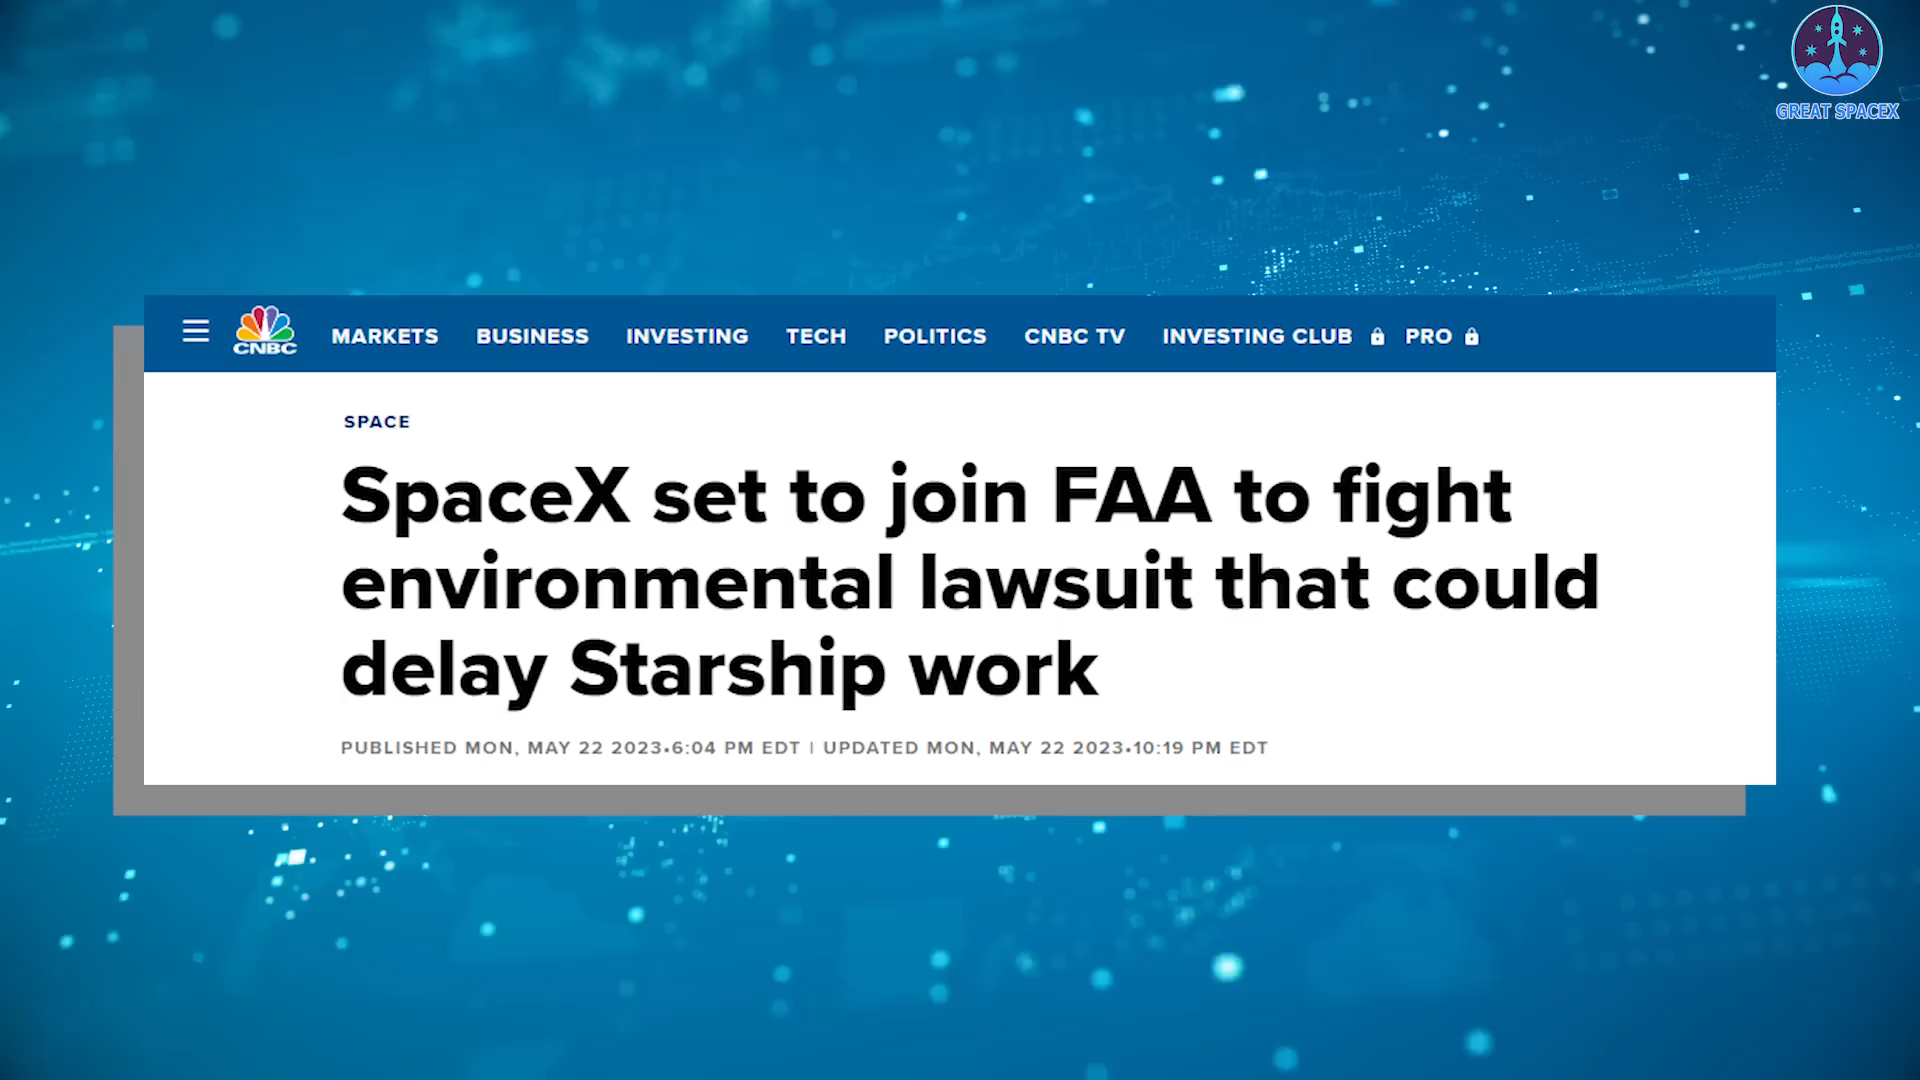 GREAT SPACEX
CNBC MARKETS BUSINESS INVESTING TECH POLITICS CNBC TV INVESTING CLUB PRO
SPACE
SpaceX set to join FAA to fight
environmental lawsuit that could
delay Starship work
PUBLISHED MON, MAY 22 2023•6:04 PM EDT | UPDATED MON, MAY 22 2023•10:19 PM EDT